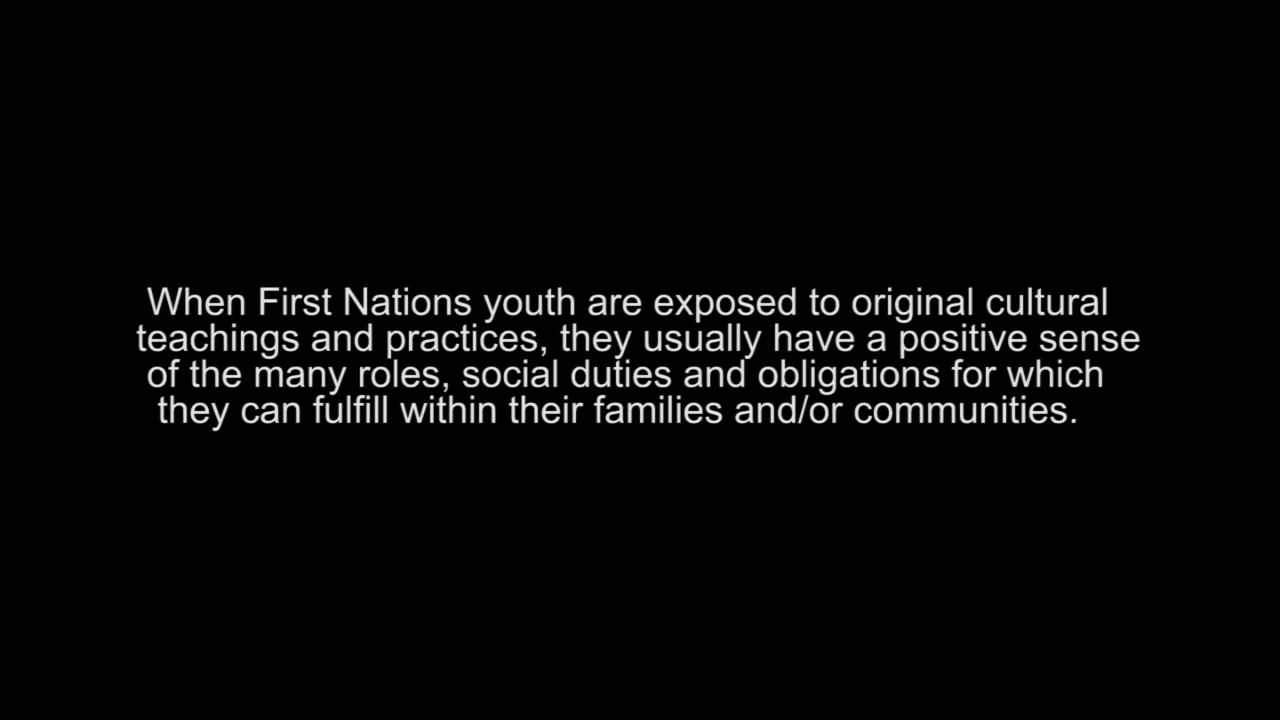 When First Nations youth are exposed to original cultural
teachings and practices, they usually have a positive sense
of the many roles, social duties and obligations for which
they can fulfill within their families and/or communities.